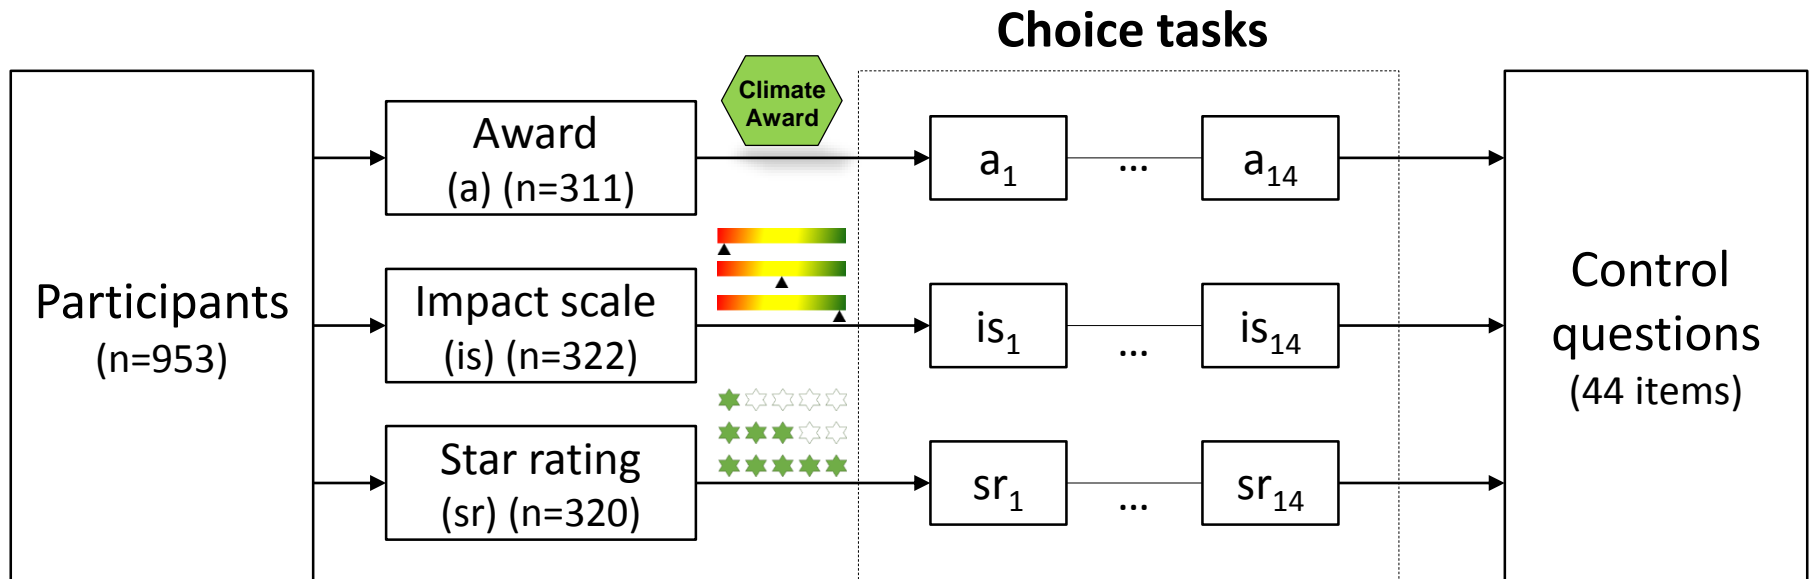 Choice tasks
Participants
(n=953)
Award
(a) (n=311)
Climate
Award
a1
...
a14
Impact scale
(is) (n=322)
is1
...
is14
Star rating
(sr) (n=320)
sr1
...
sr14
Control
questions
(44 items)